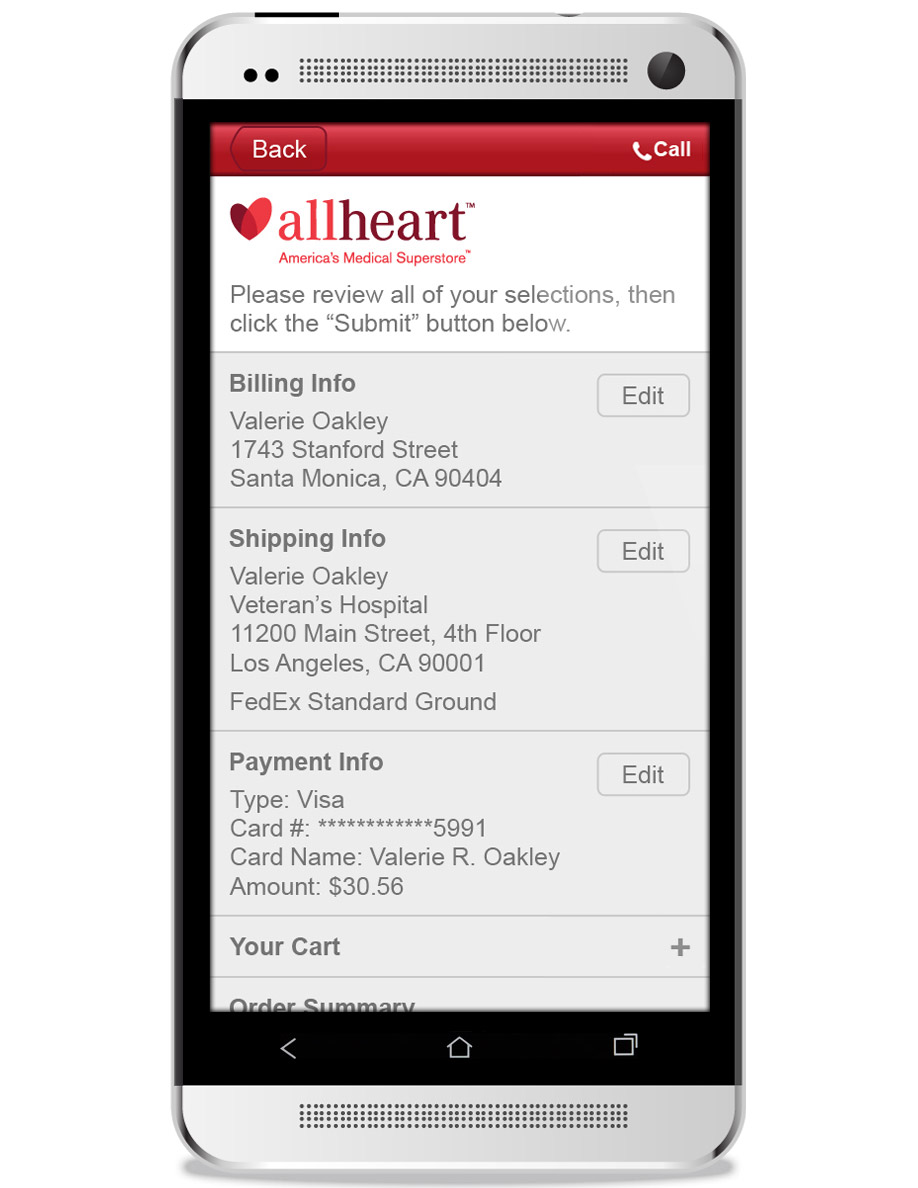 Back
Call
allheart™
America's Medical Superstore™
Please review all of your selections, then
click the “Submit” button below.
Billing Info
Edit
Valerie Oakley
1743 Stanford Street
Santa Monica, CA 90404
Shipping Info
Edit
Valerie Oakley
Veteran’s Hospital
11200 Main Street, 4th Floor
Los Angeles, CA 90001
FedEx Standard Ground
Payment Info
Edit
Type: Visa
Card #: ************5991
Card Name: Valerie R. Oakley
Amount: $30.56
Your Cart +
Order Summary